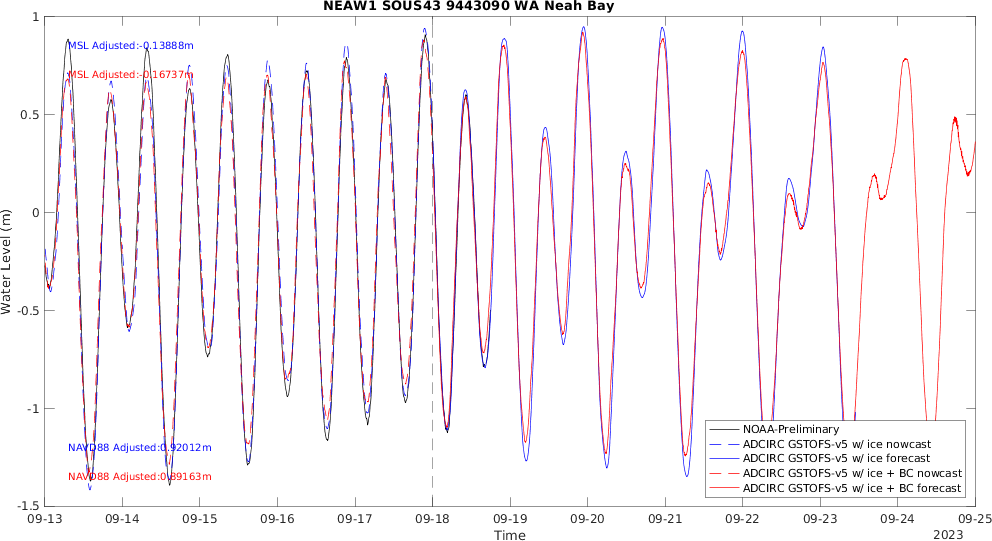 NEAW1 SOUS43 9443090 WA Neah Bay
MSL Adjusted:-0.13888m
MSL Adjusted:-0.16737m
NAVD88 Adjusted:0.92012m
NAVD88 Adjusted:0.89163m
Water Level (m)
1
0.5
0
-0.5
-1
-1.5
NOAA-Preliminary
ADCIRC GSTOFS-v5 w/ ice nowcast
ADCIRC GSTOFS-v5 w/ ice forecast
ADCIRC GSTOFS-v5 w/ ice + BC nowcast
ADCIRC GSTOFS-v5 w/ ice + BC forecast
09-13 09-14 09-15 09-16 09-17 09-18 09-19 09-20 09-21 09-22 09-23 09-24 09-25
Time
2023